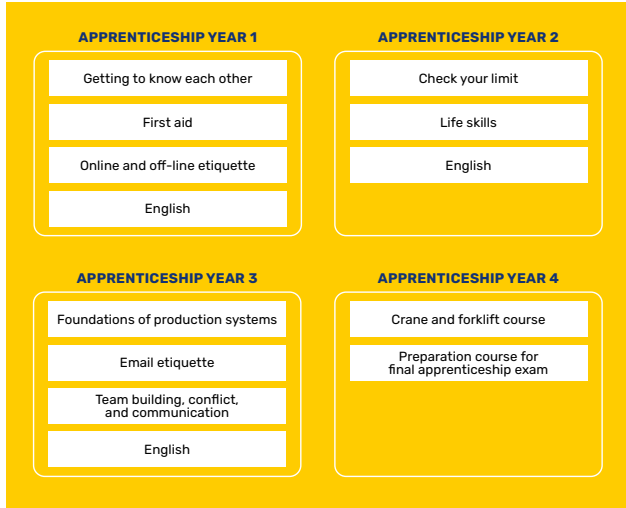 APPRENTICESHIP YEAR 1
Getting to know each other
First aid
Online and off-line etiquette
English
APPRENTICESHIP YEAR 2
Check your limit
Life skills
English
APPRENTICESHIP YEAR 3
Foundations of production systems
Email etiquette
Team building, conflict,
and communication
English
APPRENTICESHIP YEAR 4
Crane and forklift course
Preparation course for
final apprenticeship exam